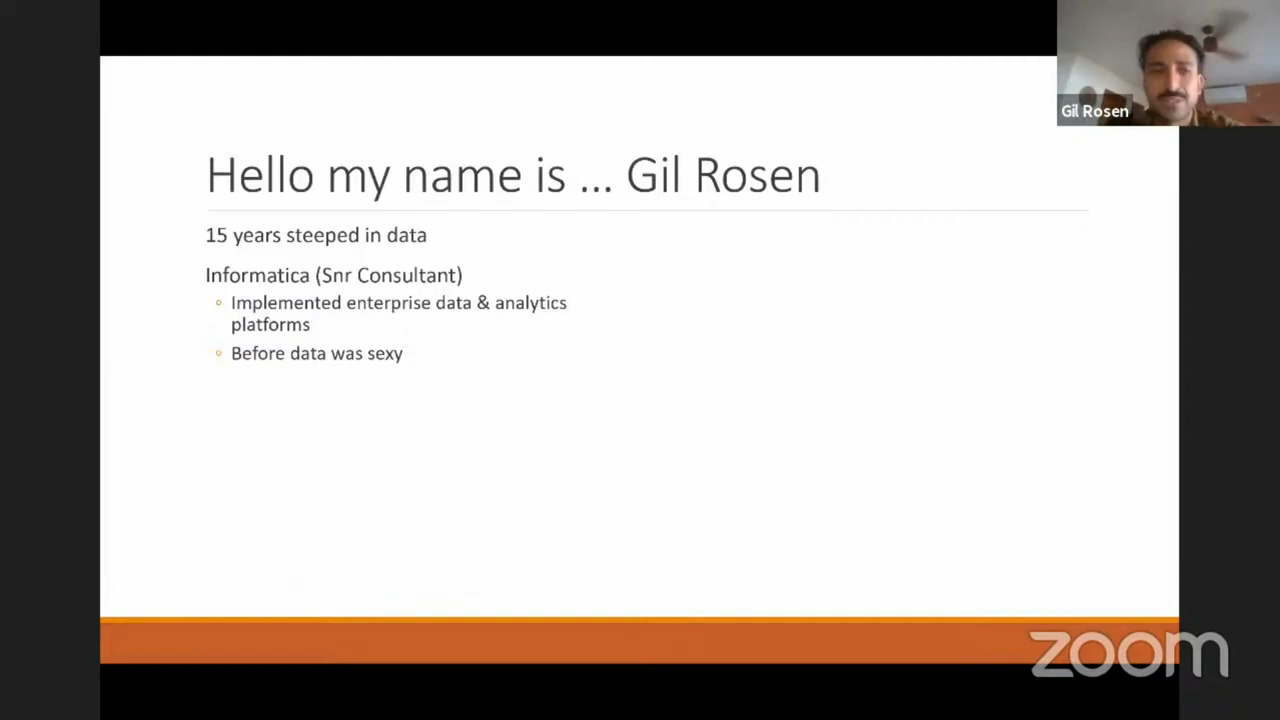 Gil Rosen
Hello my name is ... Gil Rosen
15 years steeped in data
Informatica (Snr Consultant)
Implemented enterprise data & analytics
platforms
Before data was sexy
zoom